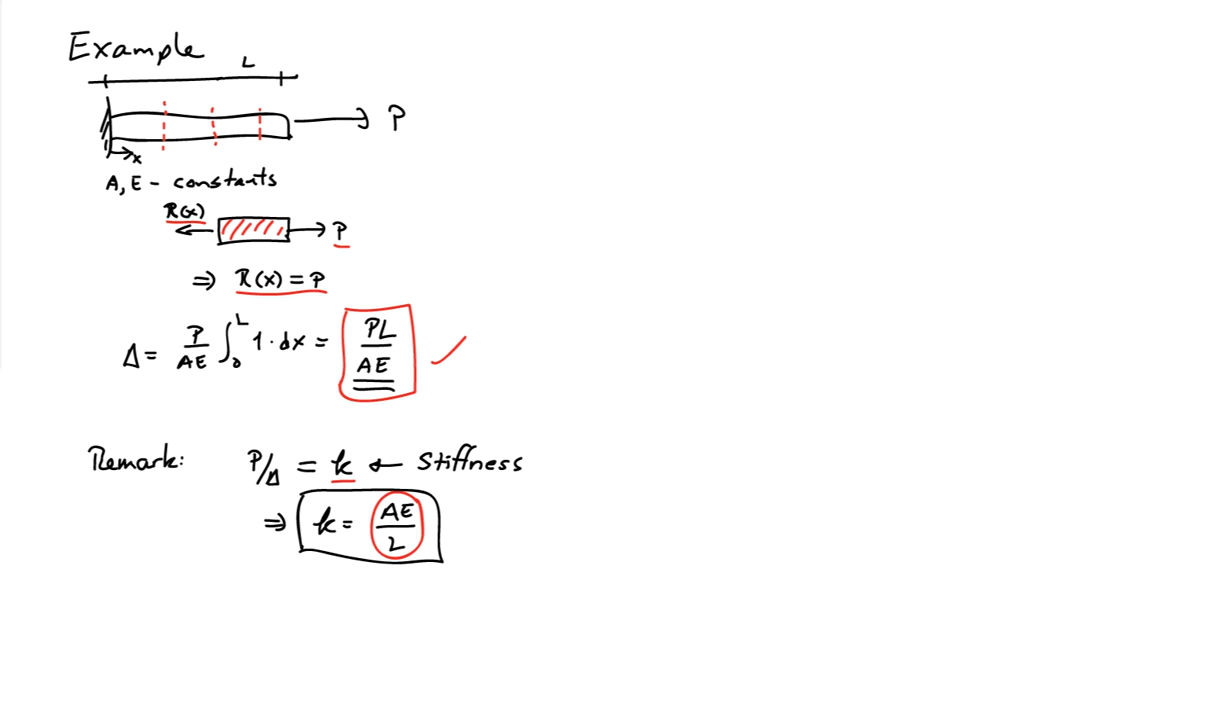 Example
L
P
x
A, E - constants
R(x)
P
⇒ R(x) = P
Δ = P/AE ∫₀ᴸ 1·dx = PL/AE
Remark: P/Δ = k ← Stiffness
⇒ k = AE/L